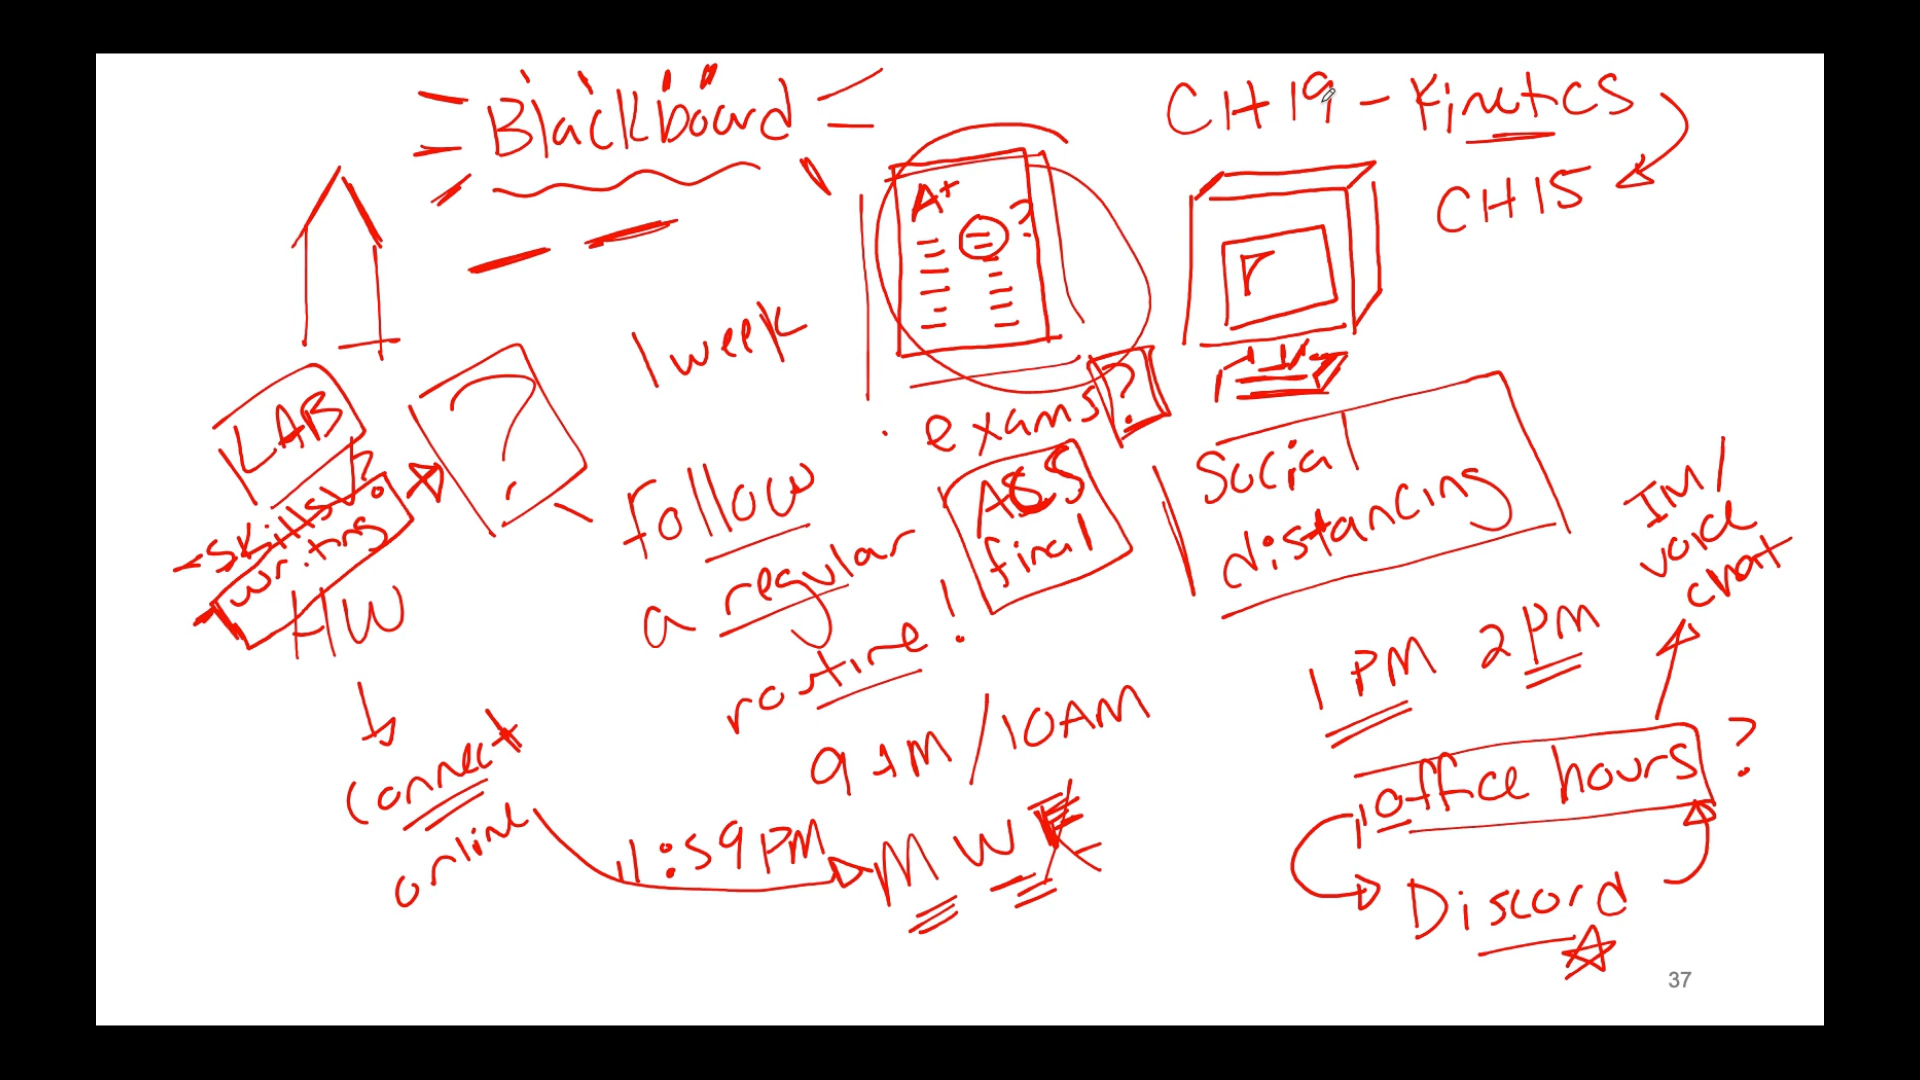 Blackboard
CH 19 - Kinetics
CH 15
A+
?
1 week
LAB
?
exams?
- skills?
writing
HW
follow
a regular
routine!
ACS
final
Social
distancing
IM/
voice
chat
1 PM 2 PM
9 AM / 10 AM
connect
online
11:59 PM
M W F
office hours?
Discord
37